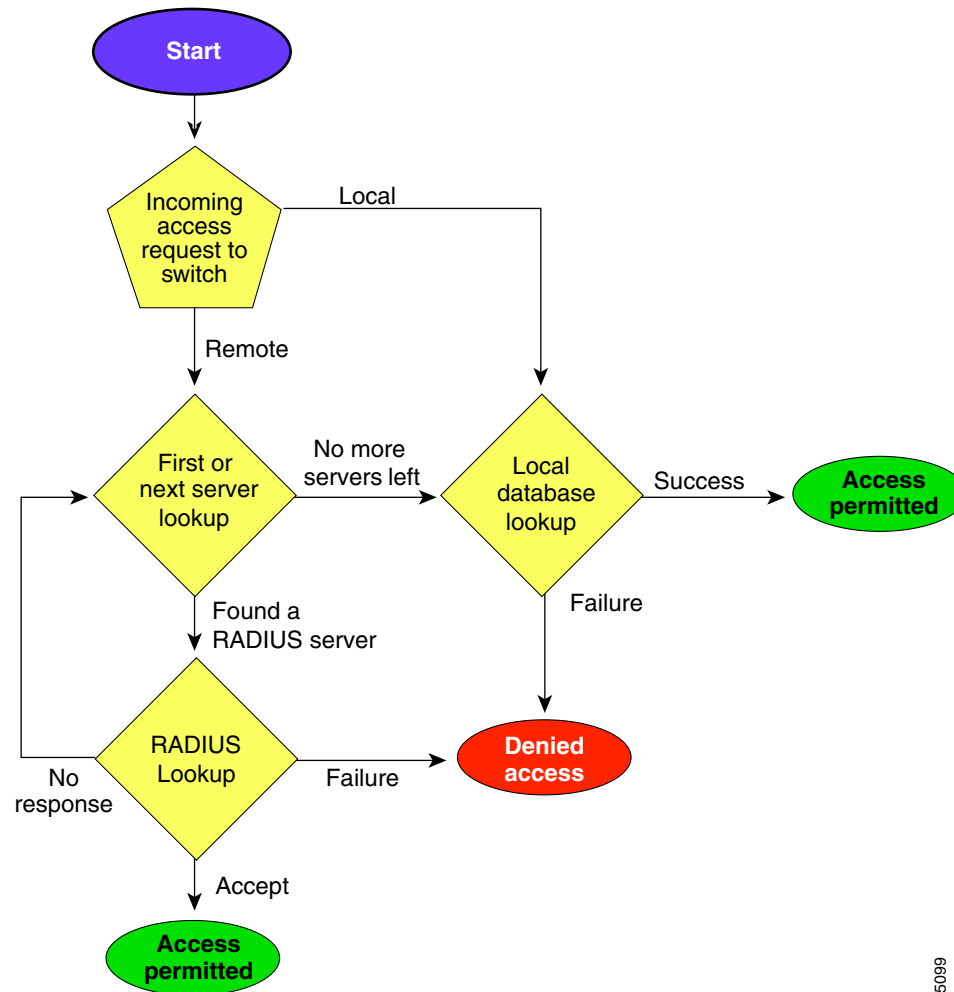 Start
Incoming
access
request to
switch
Local
Remote
First or
next server
lookup
No more
servers left
Local
database
lookup
Success
Access
permitted
Found a
RADIUS server
Failure
RADIUS
Lookup
No
response
Failure
Denied
access
Accept
Access
permitted
5099